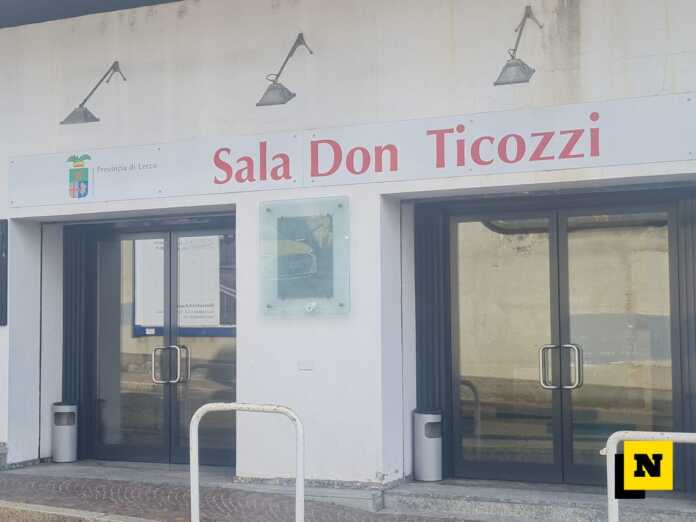 Provincia di Lecco
Sala Don Ticozzi
N